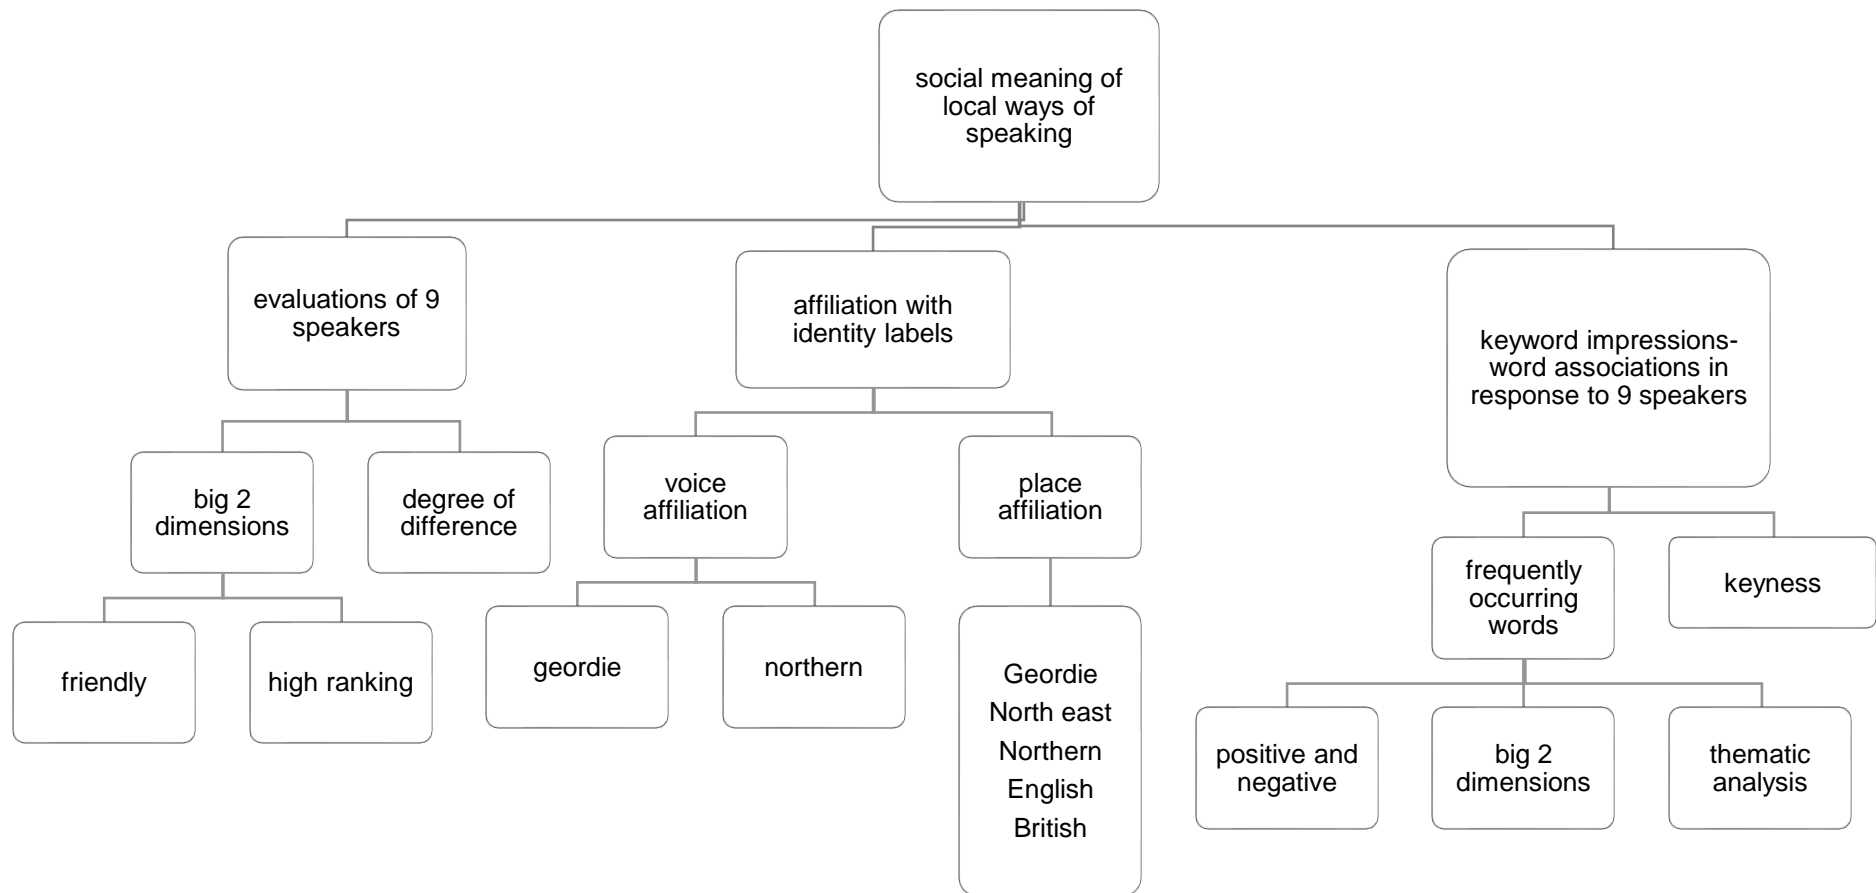 social meaning of
local ways of
speaking
evaluations of 9
speakers
affiliation with
identity labels
keyword impressions-
word associations in
response to 9 speakers
big 2
dimensions
degree of
difference
voice
affiliation
place
affiliation
frequently
occurring
words
keyness
friendly
high ranking
geordie
northern
Geordie
North east
Northern
English
British
positive and
negative
big 2
dimensions
thematic
analysis